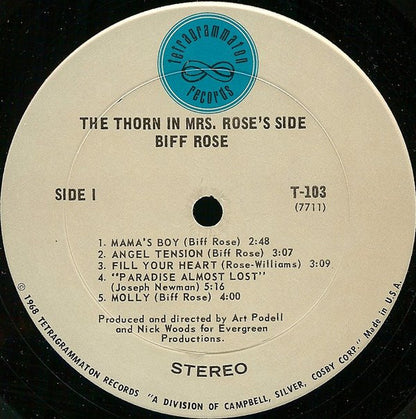 tetragrammaton
records
THE THORN IN MRS. ROSE'S SIDE
BIFF ROSE
SIDE I
T-103
(7711)
1. MAMA'S BOY (Biff Rose) 2:48
2. ANGEL TENSION (Biff Rose) 3:07
3. FILL YOUR HEART (Rose-Williams) 3:09
4. "PARADISE ALMOST LOST"
(Joseph Newman) 5:16
5. MOLLY (Biff Rose) 4:00
Produced and directed by Art Podell
and Nick Woods for Evergreen
Productions.
STEREO
© 1968 TETRAGRAMMATON RECORDS "A DIVISION OF CAMPBELL, SILVER, COSBY CORP." Made in U.S.A.